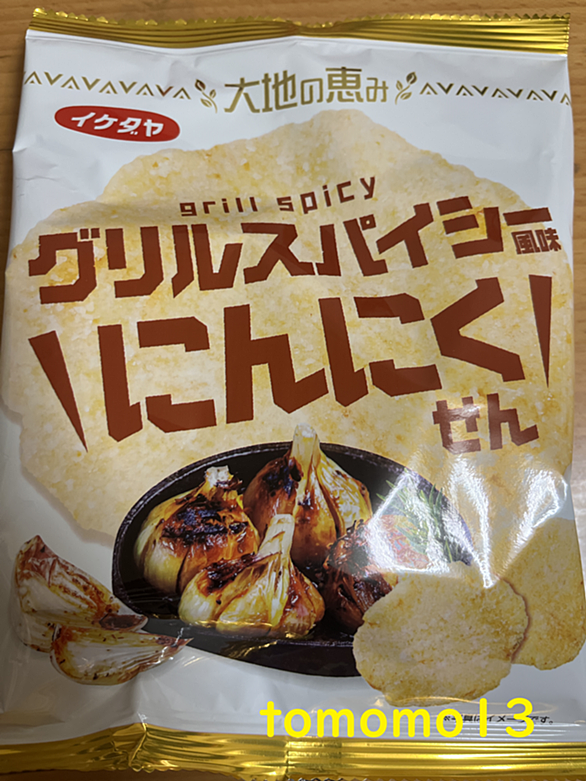 大地の恵み
イケダヤ
grill spicy
グリルスパイシー風味
にんにく
せん
tomomo13